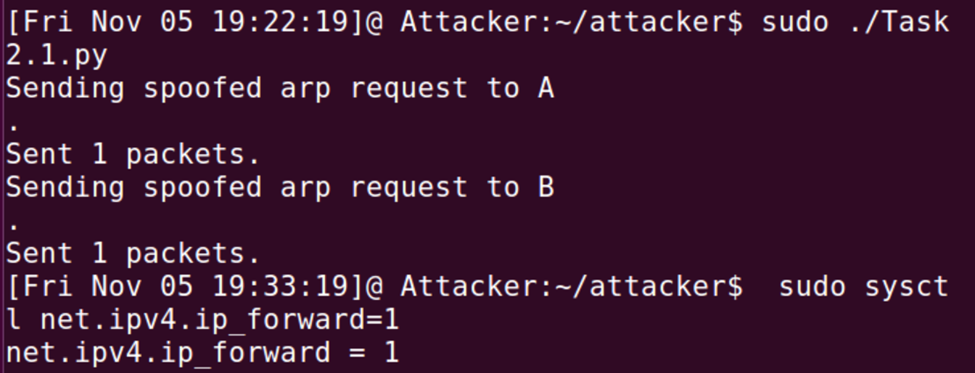 [Fri Nov 05 19:22:19]@ Attacker:~/attacker$ sudo ./Task
2.1.py
Sending spoofed arp request to A
.
Sent 1 packets.
Sending spoofed arp request to B
.
Sent 1 packets.
[Fri Nov 05 19:33:19]@ Attacker:~/attacker$  sudo sysct
l net.ipv4.ip_forward=1
net.ipv4.ip_forward = 1